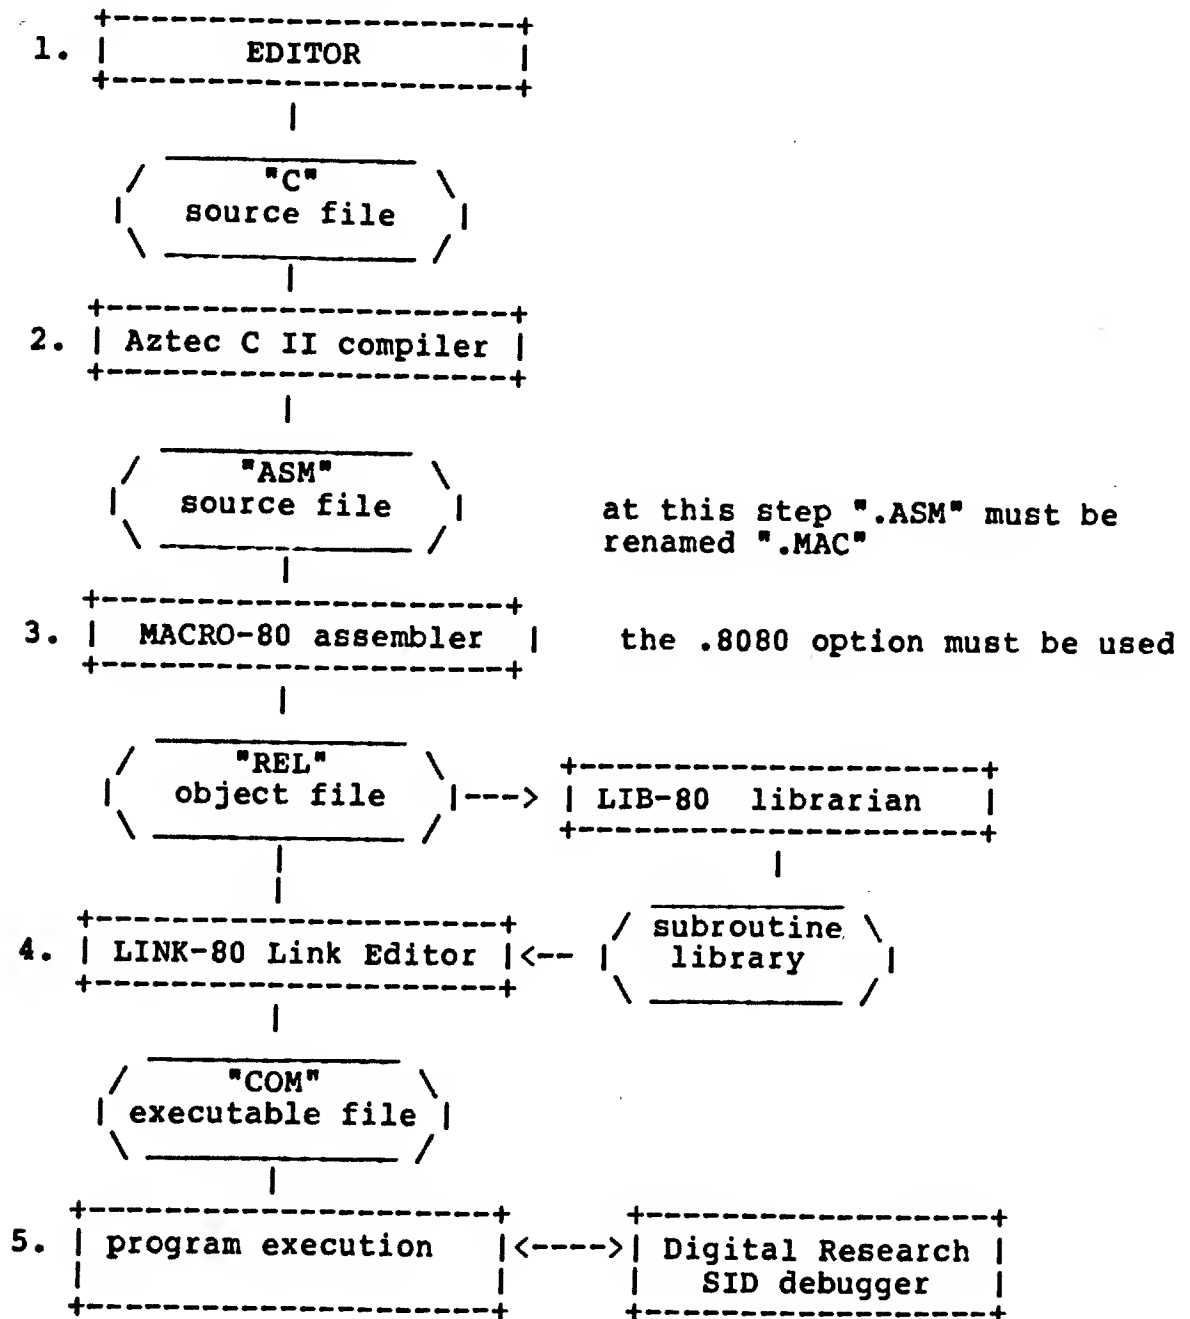 1. EDITOR
"C"
source file
2. Aztec C II compiler
"ASM"
source file
at this step ".ASM" must be
renamed ".MAC"
3. MACRO-80 assembler
the .8080 option must be used
"REL"
object file
LIB-80 librarian
4. LINK-80 Link Editor
subroutine
library
"COM"
executable file
5. program execution
Digital Research
SID debugger